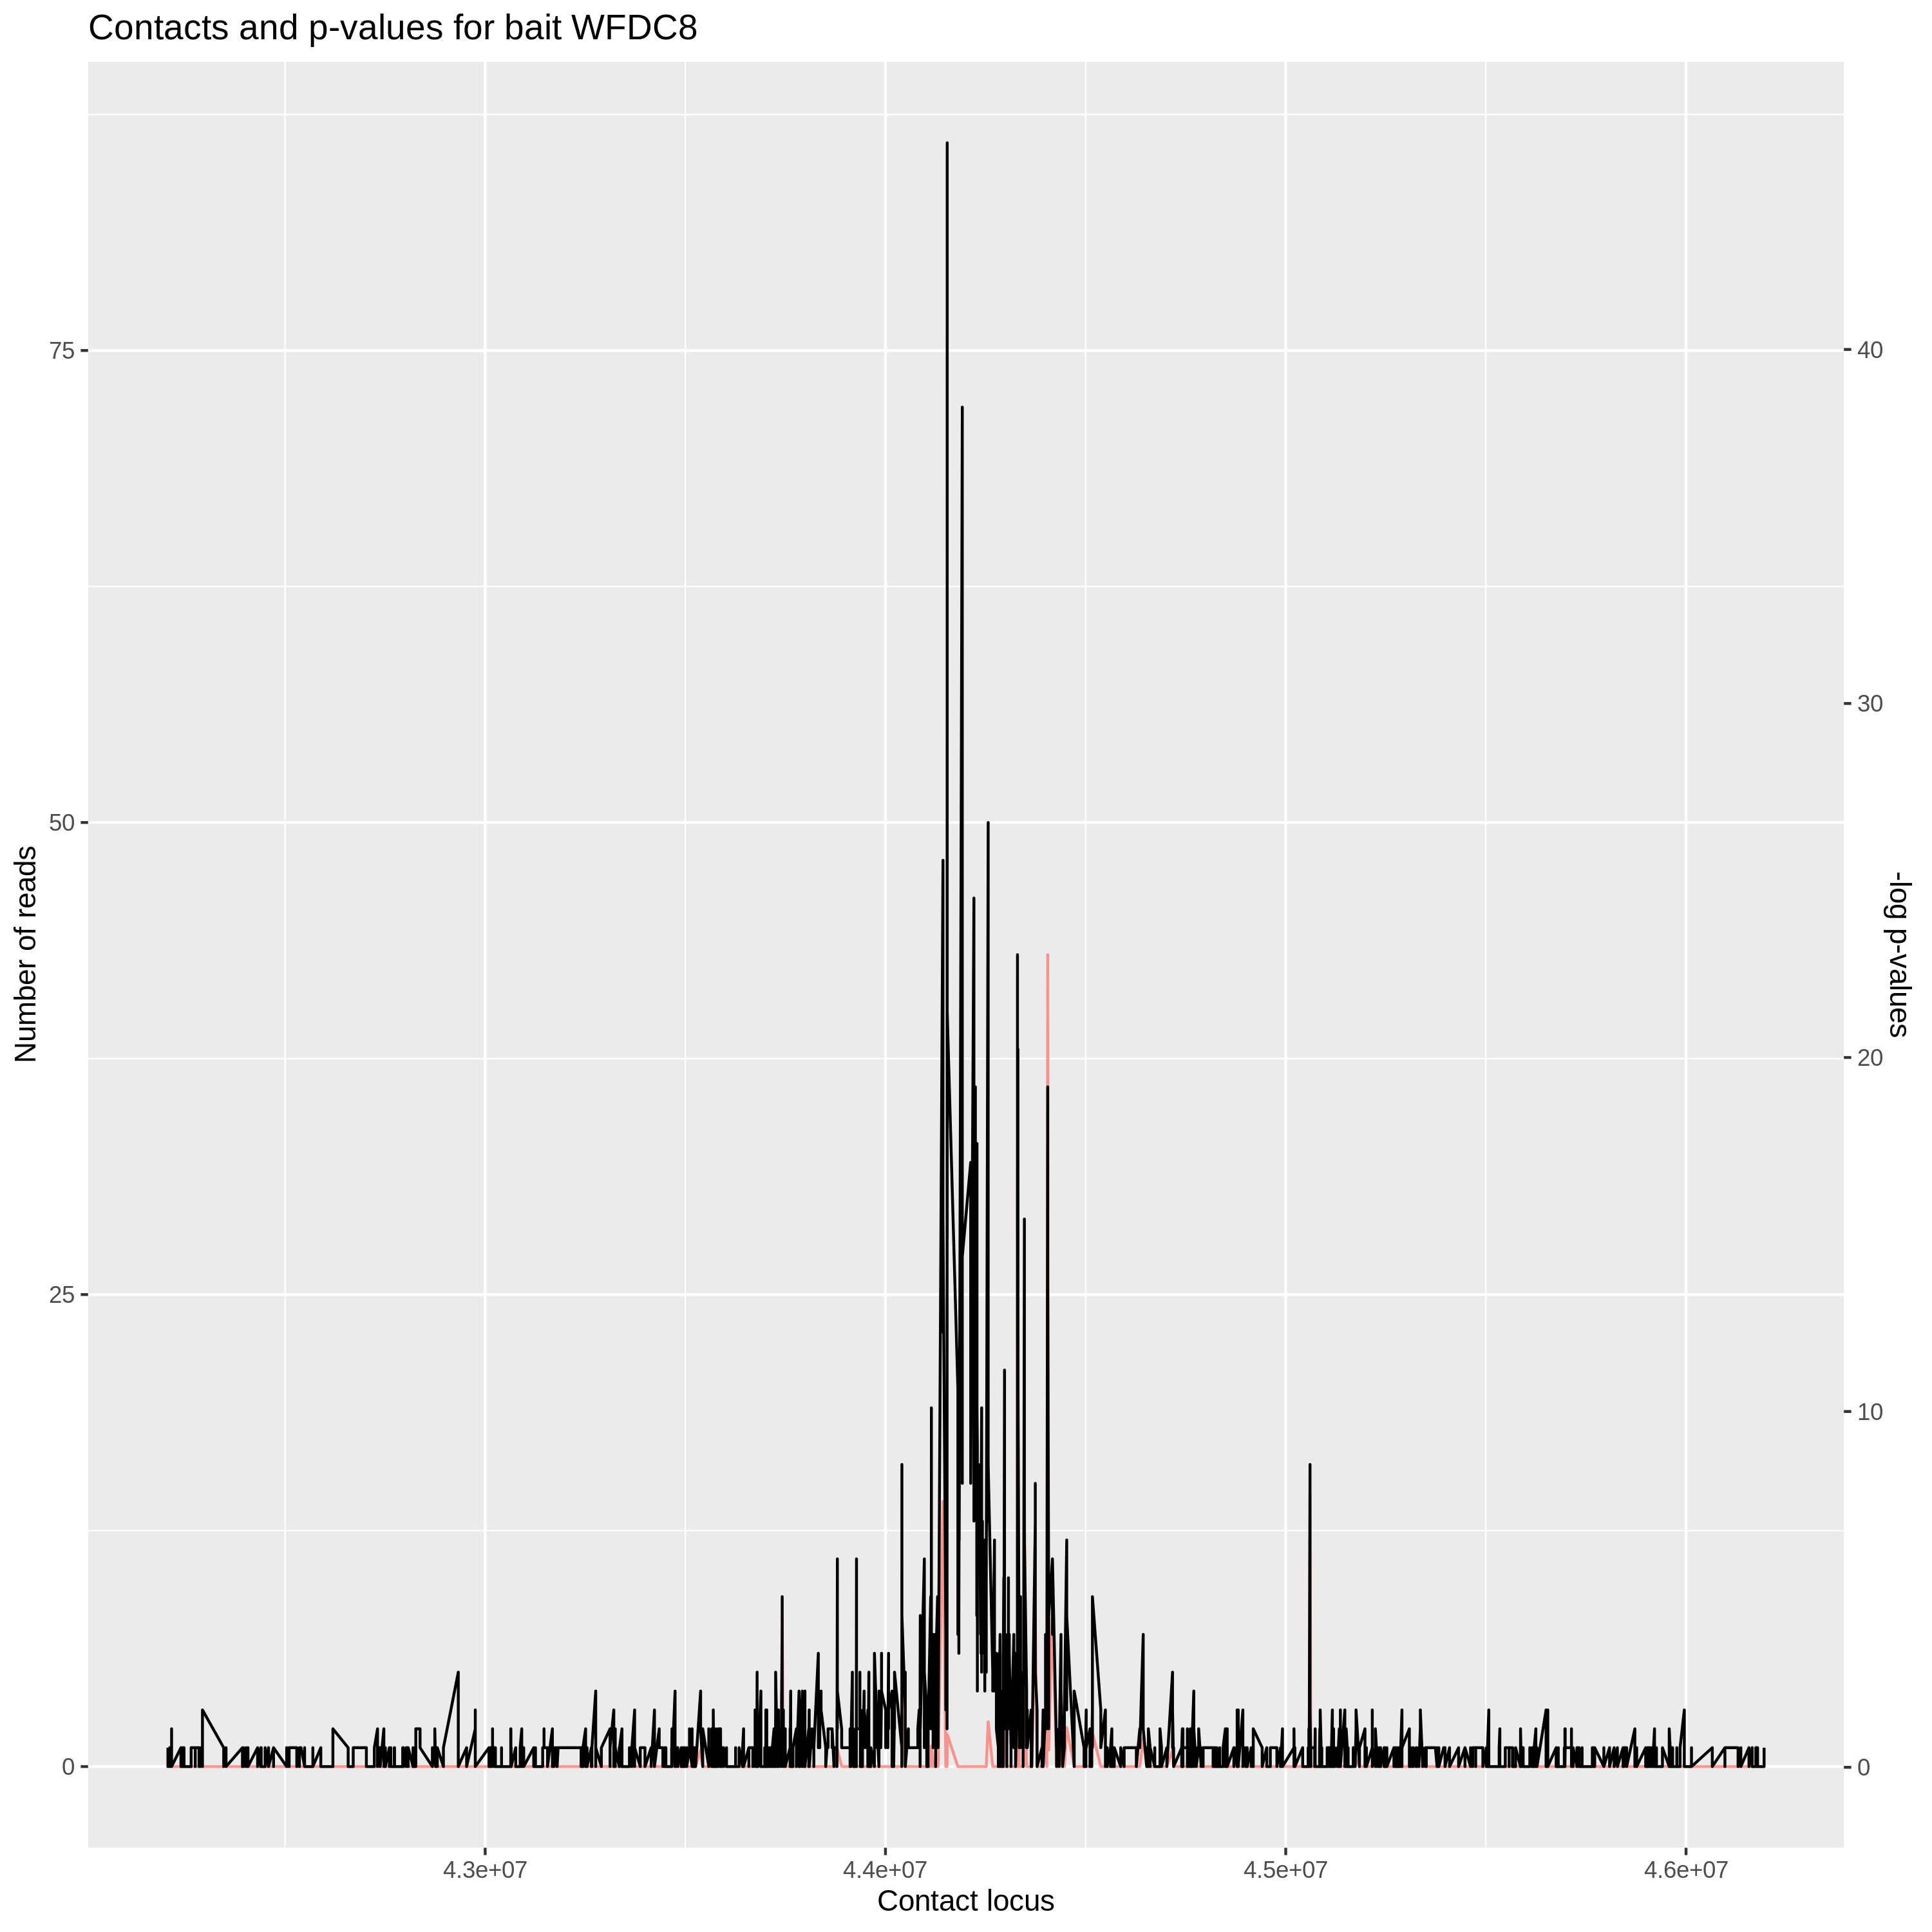 Contacts and p-values for bait WFDC8
75
50
25
0
Number of reads
40
30
20
10
0
-log p-values
4.3e+07
4.4e+07
4.5e+07
4.6e+07
Contact locus